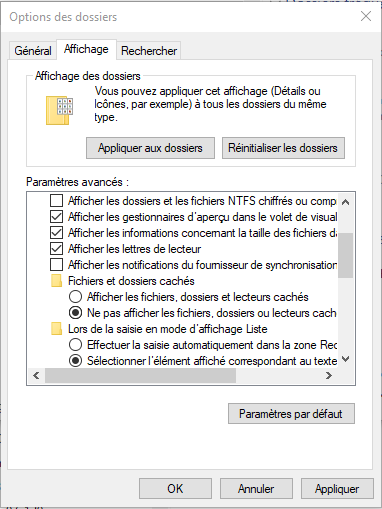 Options des dossiers
Général Affichage Rechercher
Affichage des dossiers
Vous pouvez appliquer cet affichage (Détails ou
Icônes, par exemple) à tous les dossiers du même
type.
Appliquer aux dossiers Réinitialiser les dossiers
Paramètres avancés :
Afficher les dossiers et les fichiers NTFS chiffrés ou comp
Afficher les gestionnaires d'aperçu dans le volet de visual
Afficher les infomations concernant la taille des fichiers da
Afficher les lettres de lecteur
Afficher les notifications du fournisseur de synchronisation
Fichiers et dossiers cachés
Afficher les fichiers, dossiers et lecteurs cachés
Ne pas afficher les fichiers, dossiers ou lecteurs cach
Lors de la saisie en mode d'affichage Liste
Effectuer la saisie automatiquement dans la zone Rec
Sélectionner l'élément affiché correspondant au texte
Paramètres par défaut
OK Annuler Appliquer